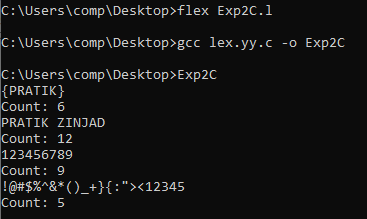 C:\Users\comp\Desktop>flex Exp2C.l
C:\Users\comp\Desktop>gcc lex.yy.c -o Exp2C
C:\Users\comp\Desktop>Exp2C
{PRATIK}
Count: 6
PRATIK ZINJAD
Count: 12
123456789
Count: 9
!@#$%^&*()_+}{:"><12345
Count: 5